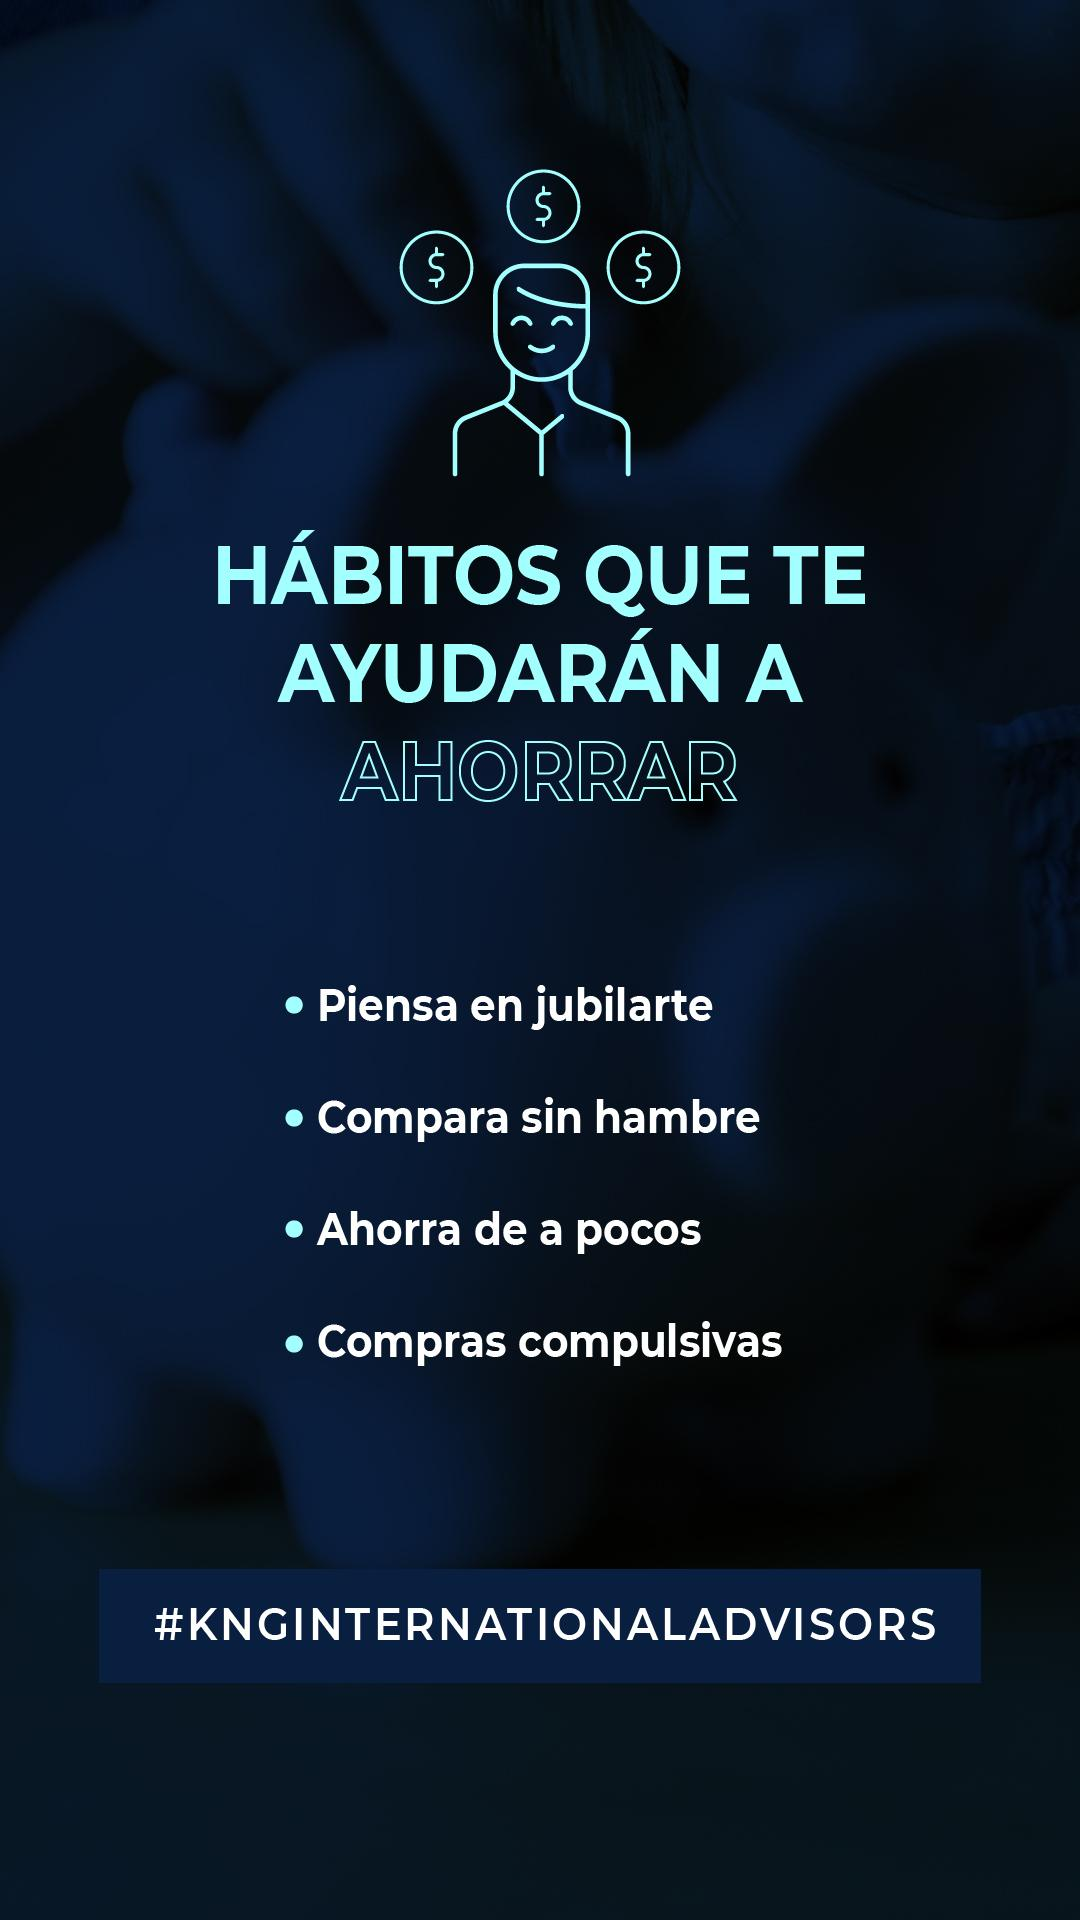 $
$ $
HÁBITOS QUE TE
AYUDARÁN A
AHORRAR
• Piensa en jubilarte
• Compara sin hambre
• Ahorra de a pocos
• Compras compulsivas
#KNGINTERNATIONALADVISORS